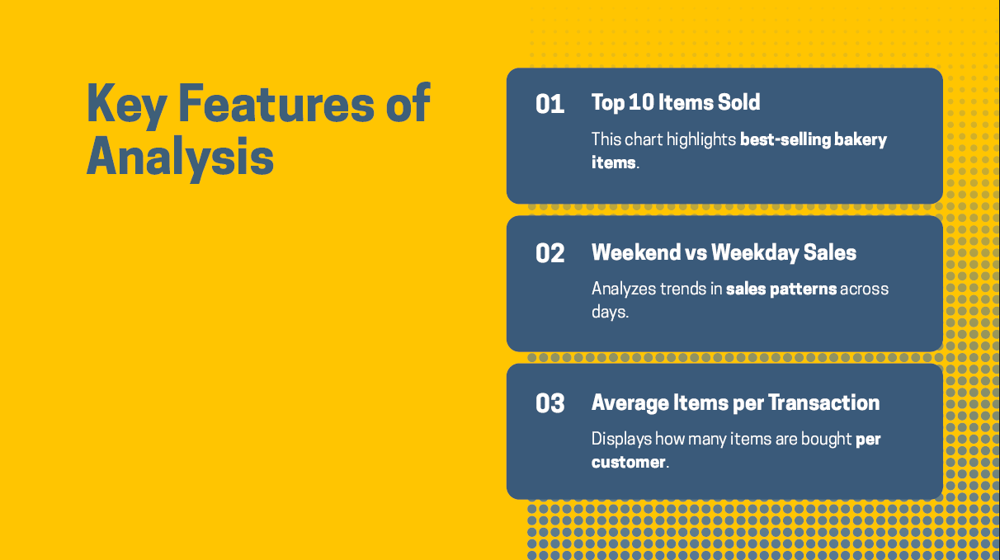 Key Features of
Analysis
01
Top 10 Items Sold
This chart highlights best-selling bakery
items.
02
Weekend vs Weekday Sales
Analyzes trends in sales patterns across
days.
03
Average Items per Transaction
Displays how many items are bought per
customer.